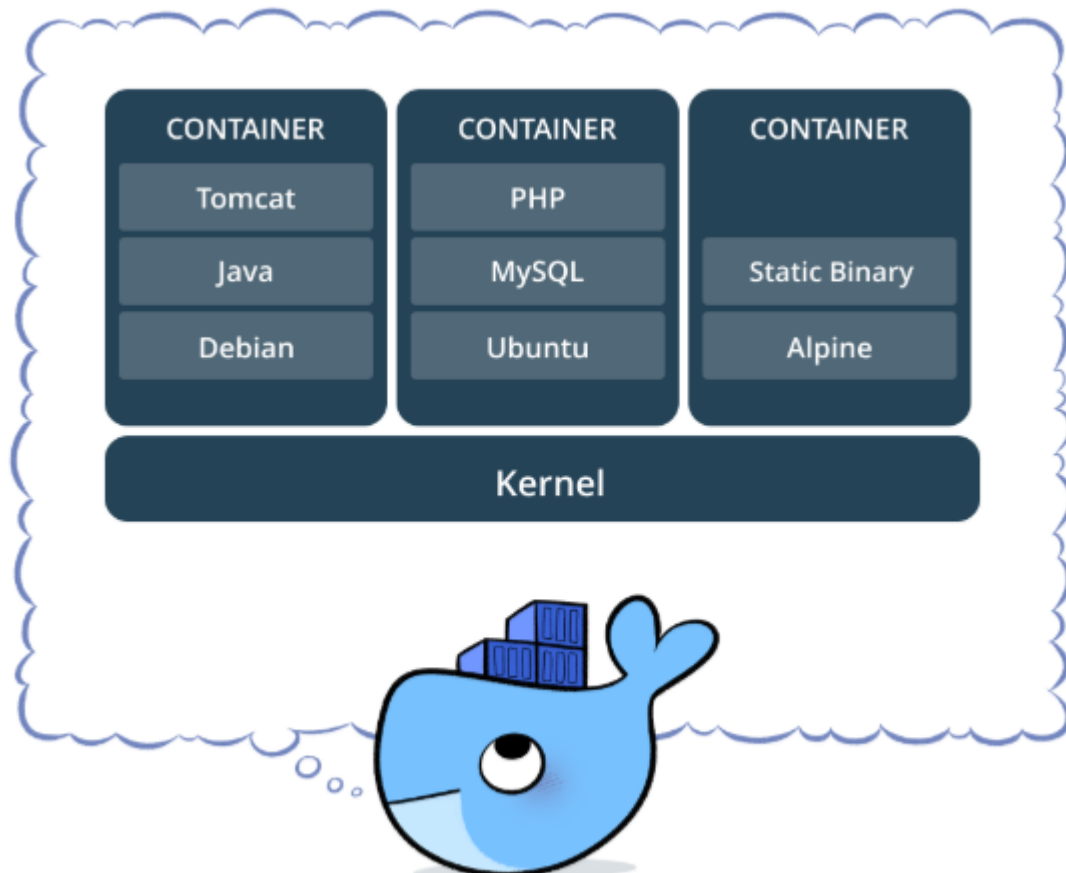 CONTAINER
Tomcat
Java
Debian
CONTAINER
PHP
MySQL
Ubuntu
CONTAINER
Static Binary
Alpine
Kernel